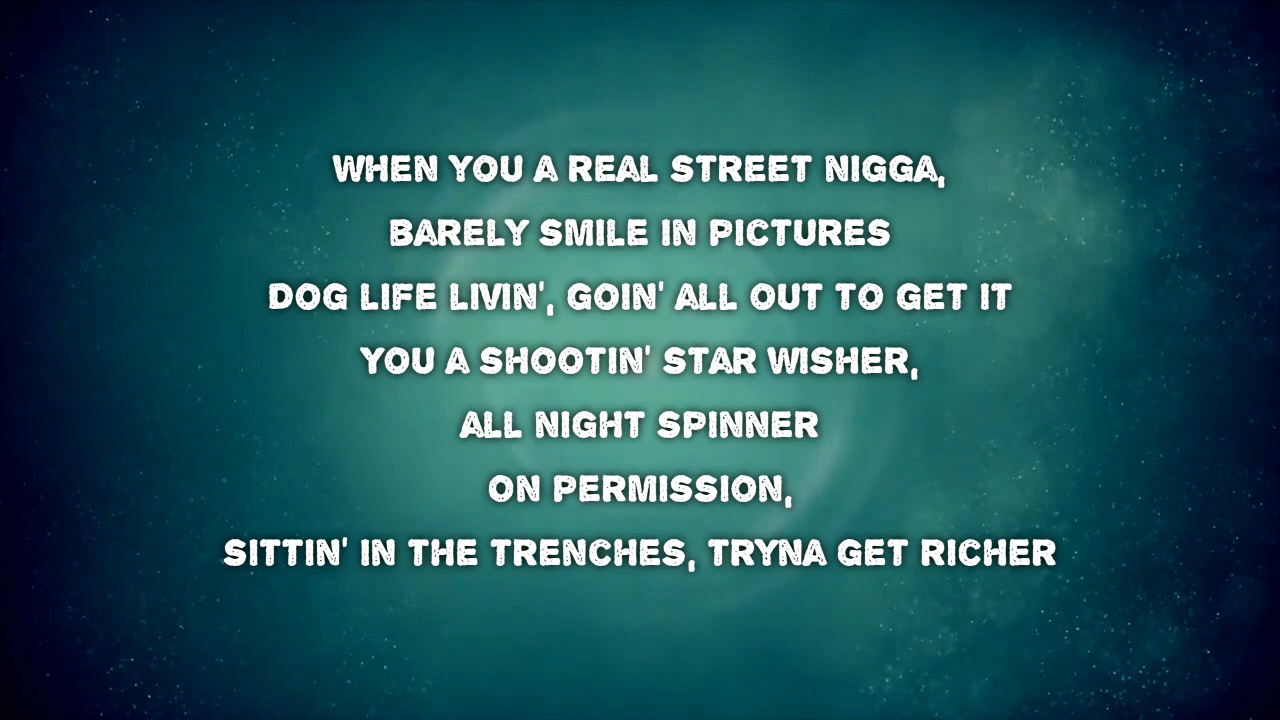 WHEN YOU A REAL STREET NIGGA,
BARELY SMILE IN PICTURES
DOG LIFE LIVIN', GOIN' ALL OUT TO GET IT
YOU A SHOOTIN' STAR WISHER,
ALL NIGHT SPINNER
ON PERMISSION,
SITTIN' IN THE TRENCHES, TRYNA GET RICHER